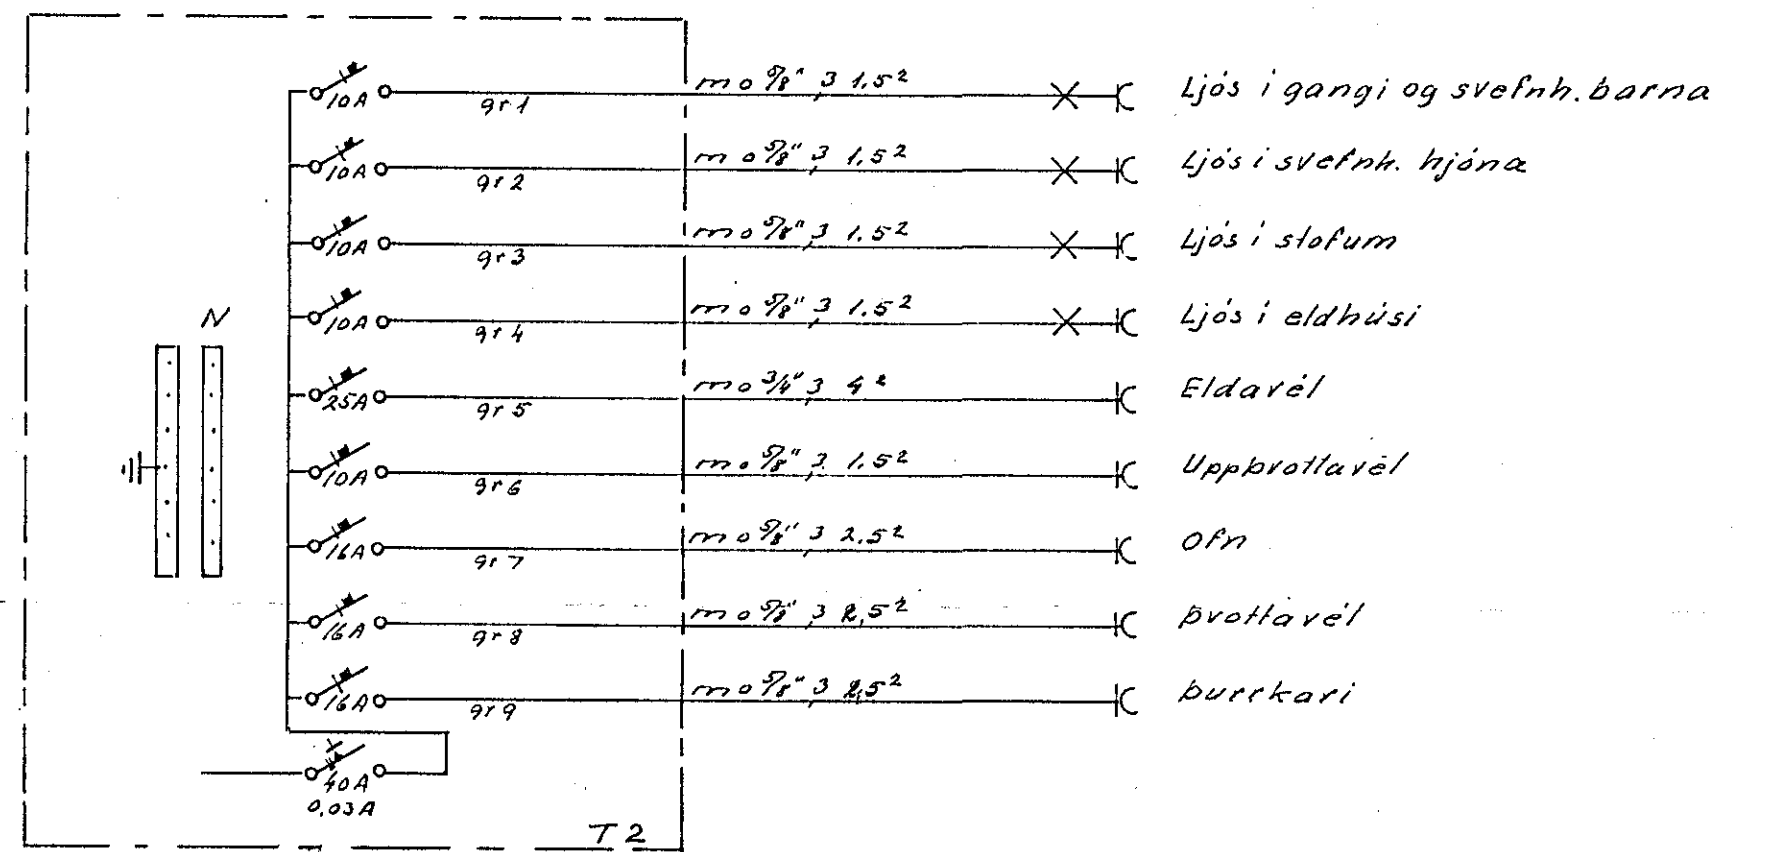 10A gr 1 mo 5/8" 3 1.5² Ljós í gangi og svefnh. barna
10A gr 2 mo 5/8" 3 1.5² Ljós í svefnh. hjóna
10A gr 3 mo 5/8" 3 1.5² Ljós í stofum
N
10A gr 4 mo 5/8" 3 1.5² Ljós í eldhúsi
25A gr 5 mo 3/4" 3 4² Eldavél
10A gr 6 mo 5/8" 3 1.5² Uppþvottavél
16A gr 7 mo 5/8" 3 2.5² Ofn
16A gr 8 mo 5/8" 3 2,5² Þvottavél
16A gr 9 mo 5/8" 3 2,5² Þurrkari
40A
0,03A
T2